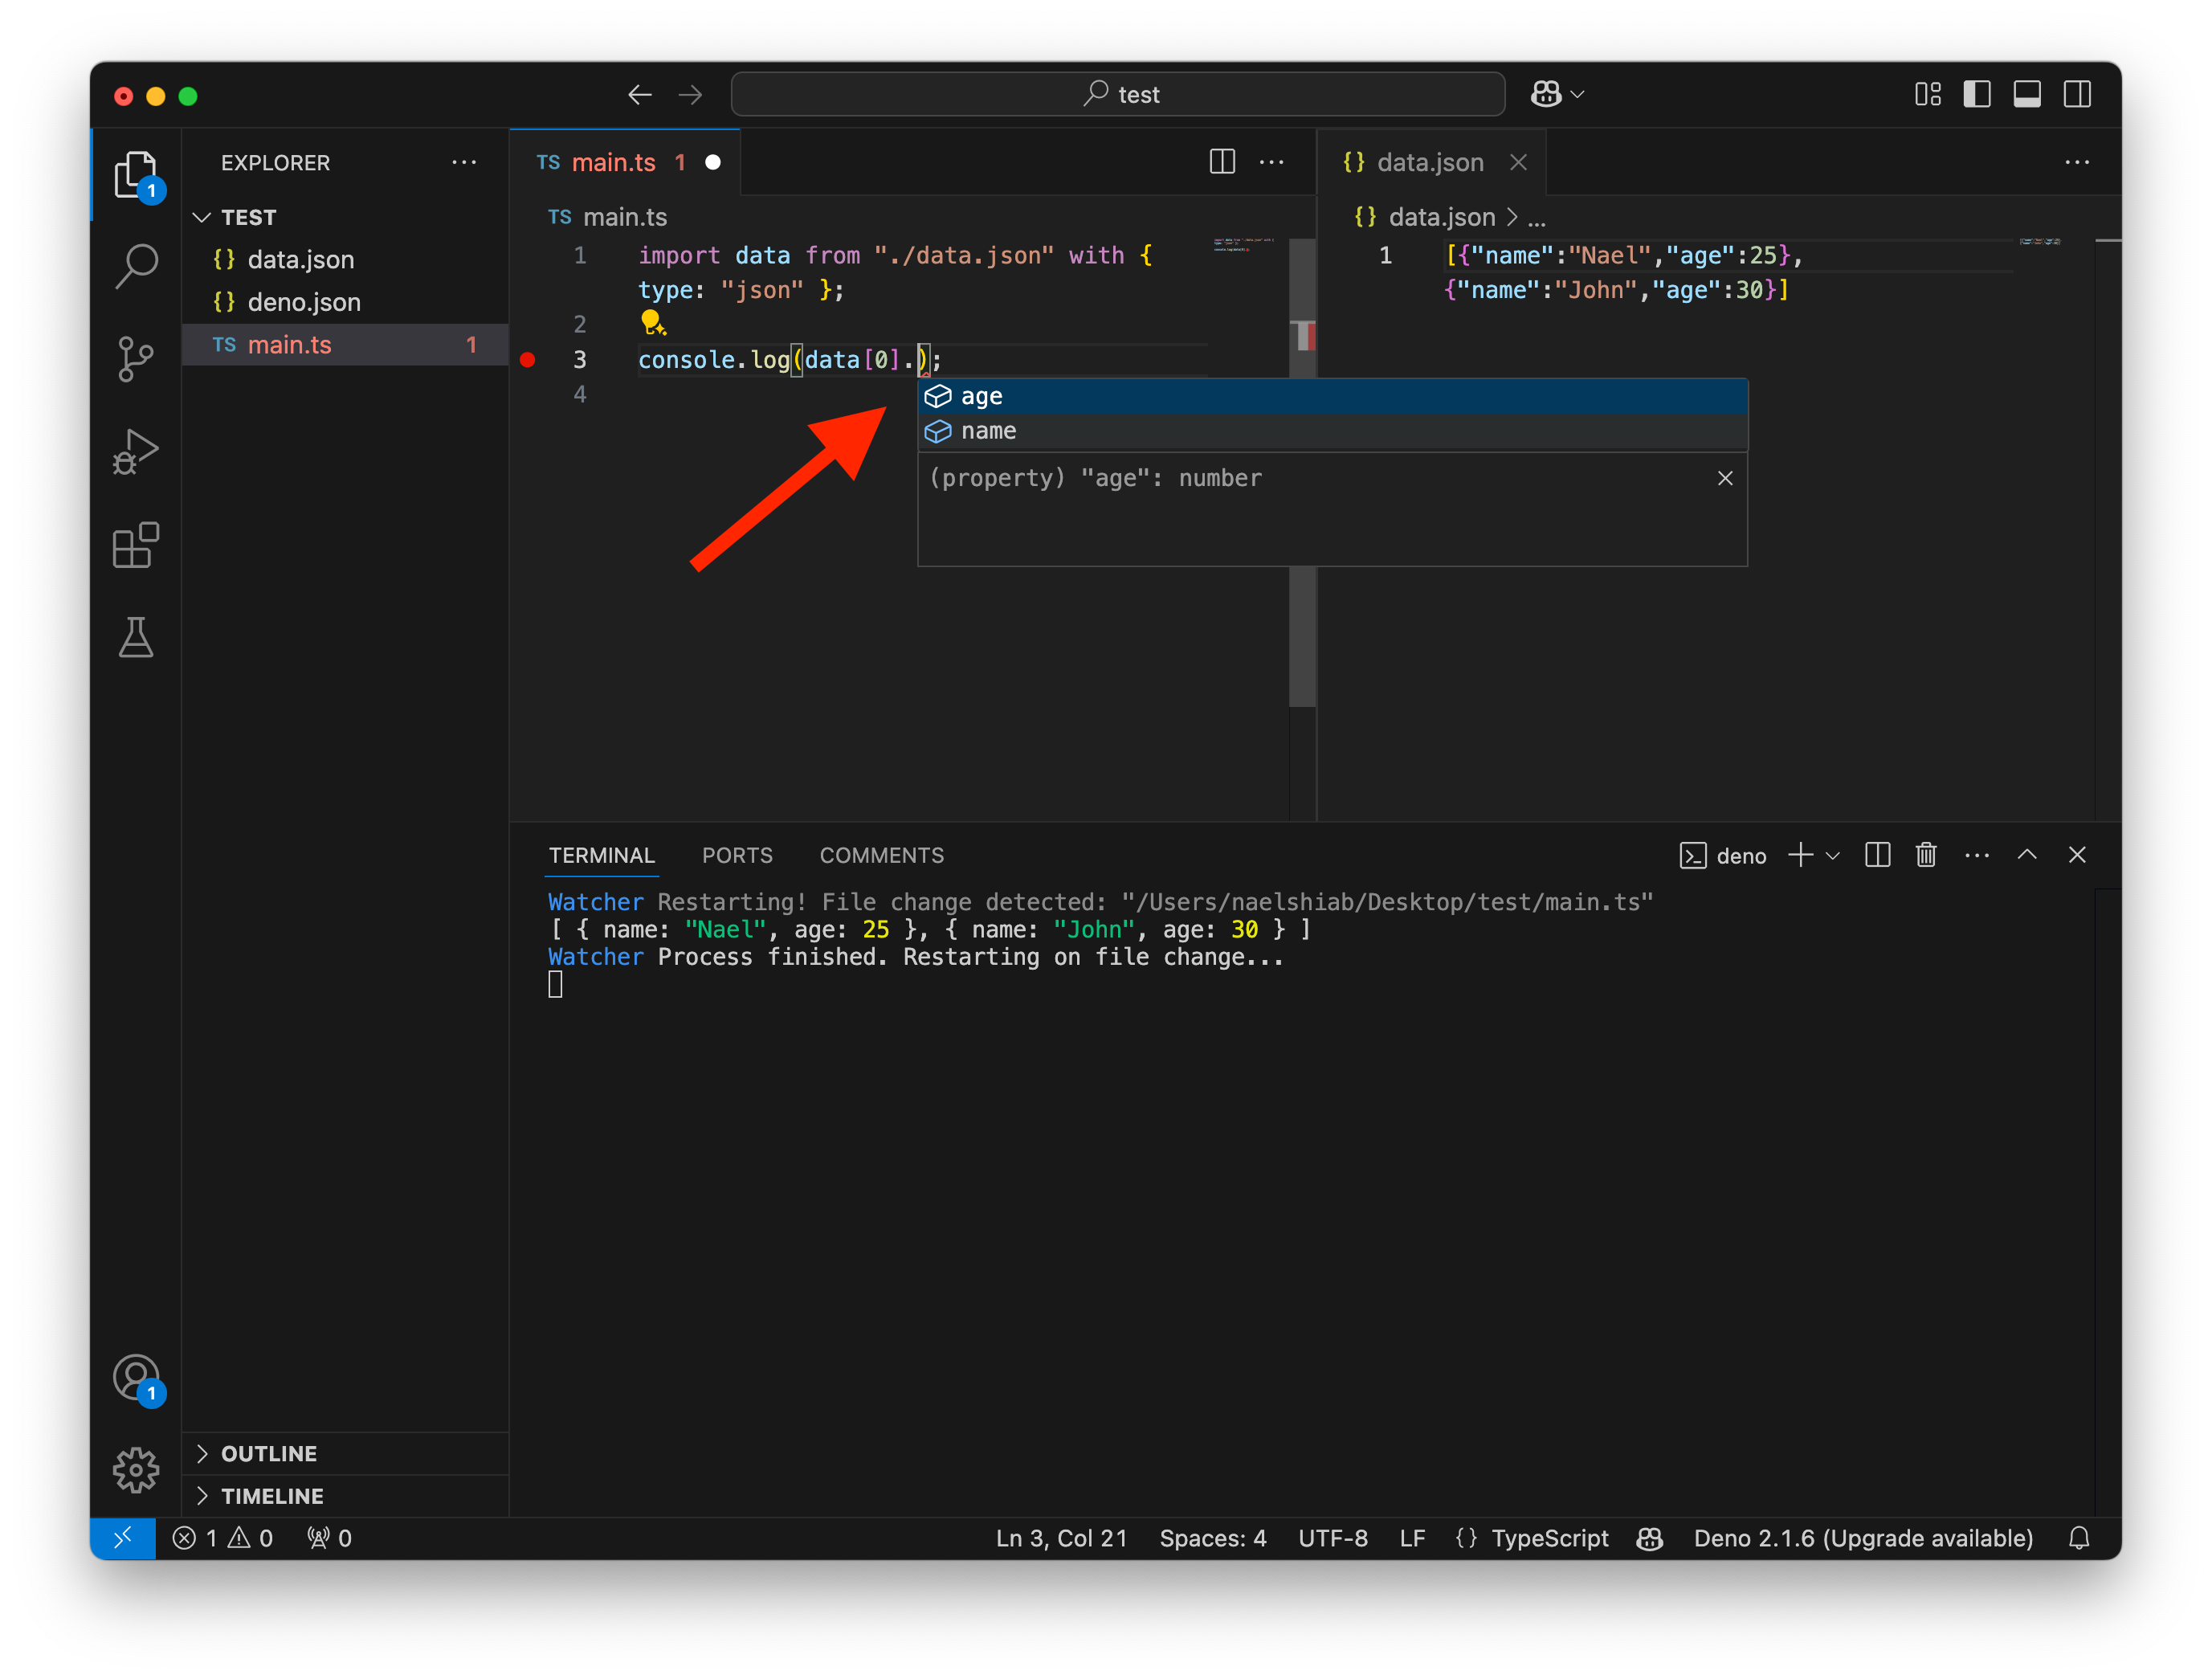 test
EXPLORER
TEST
{} data.json
{} deno.json
TS main.ts 1
1
1
OUTLINE
TIMELINE
TS main.ts 1
TS main.ts
1 import data from "./data.json" with {
type: "json" };
2
3 console.log(data[0].);
4
age
name
(property) "age": number
{} data.json
{} data.json > ...
1 [{"name":"Nael","age":25},
{"name":"John","age":30}]
TERMINAL PORTS COMMENTS
deno
Watcher Restarting! File change detected: "/Users/naelshiab/Desktop/test/main.ts"
[ { name: "Nael", age: 25 }, { name: "John", age: 30 } ]
Watcher Process finished. Restarting on file change...
1 0 0 Ln 3, Col 21 Spaces: 4 UTF-8 LF {} TypeScript Deno 2.1.6 (Upgrade available)